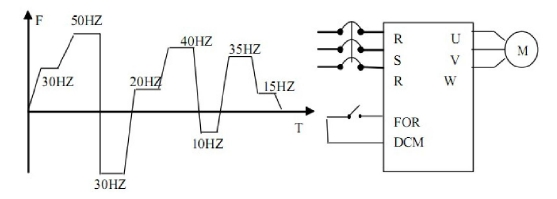 F
50HZ
30HZ
30HZ
20HZ
40HZ
10HZ
35HZ
15HZ
T
R U
S V
R W
M
FOR
DCM